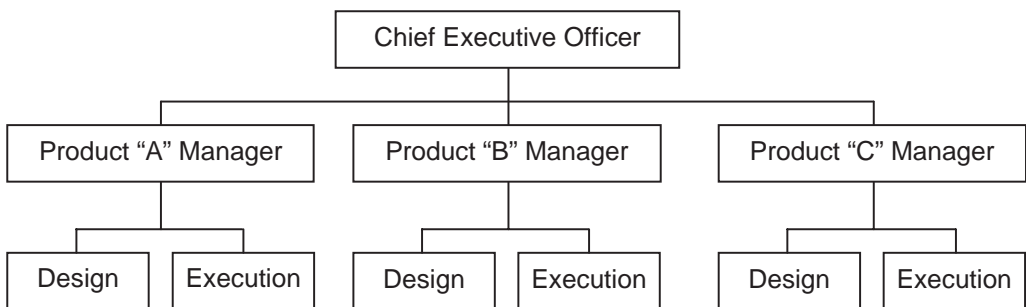 Chief Executive Officer
Product “A” Manager
Product “B” Manager
Product “C” Manager
Design
Execution
Design
Execution
Design
Execution